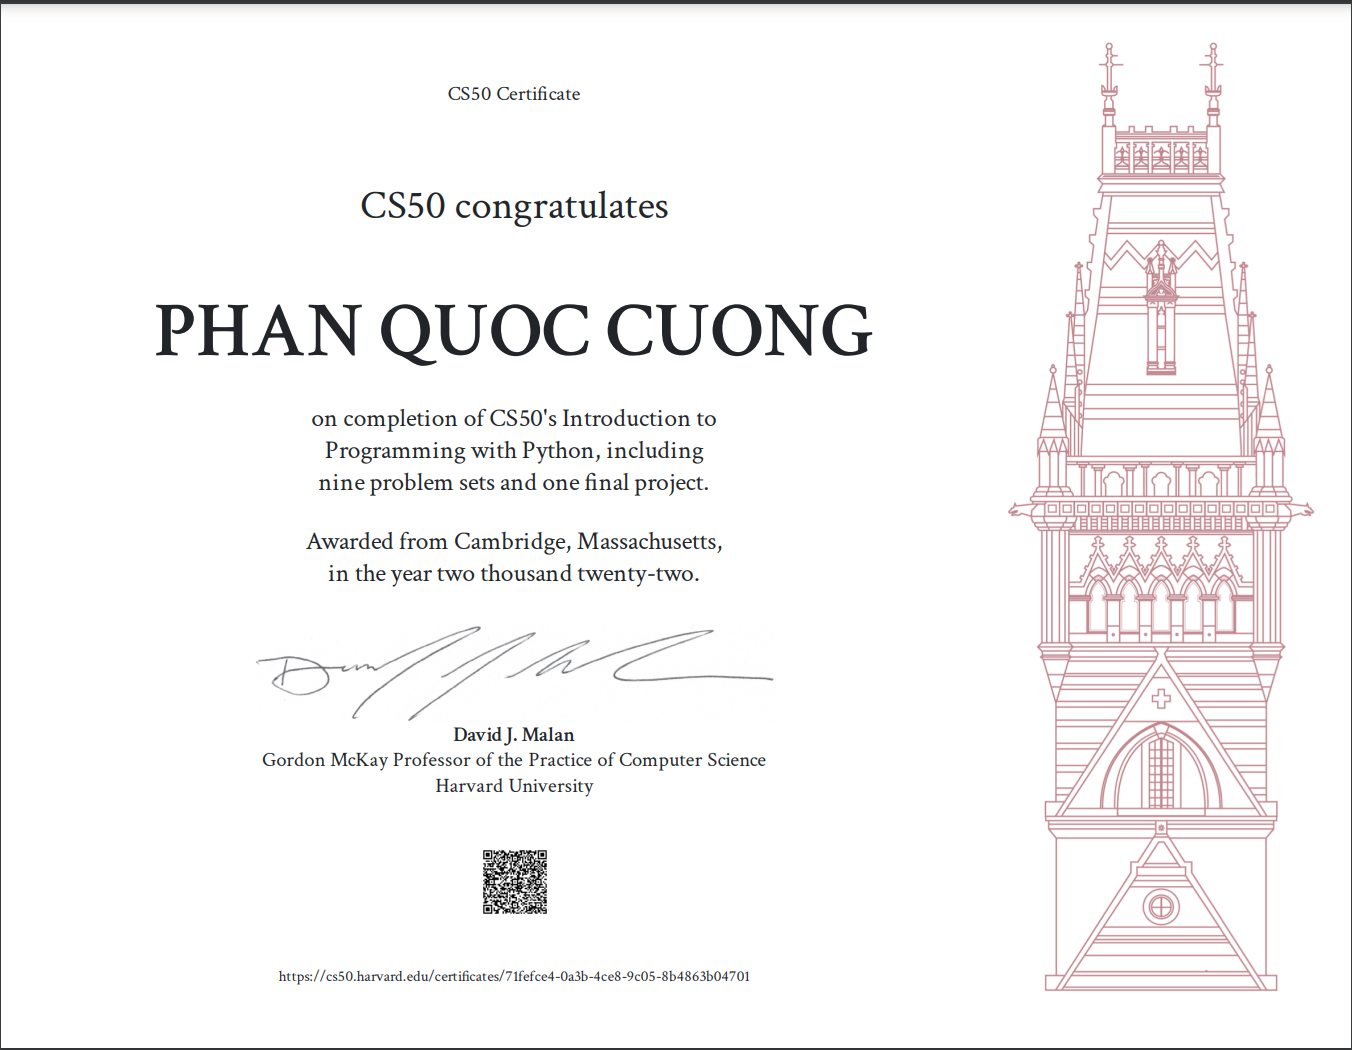 CS50 Certificate
CS50 congratulates
PHAN QUOC CUONG
on completion of CS50's Introduction to
Programming with Python, including
nine problem sets and one final project.
Awarded from Cambridge, Massachusetts,
in the year two thousand twenty-two.
David J. Malan
Gordon McKay Professor of the Practice of Computer Science
Harvard University
https://cs50.harvard.edu/certificates/71fefce4-0a3b-4ce8-9c05-8b4863b04701